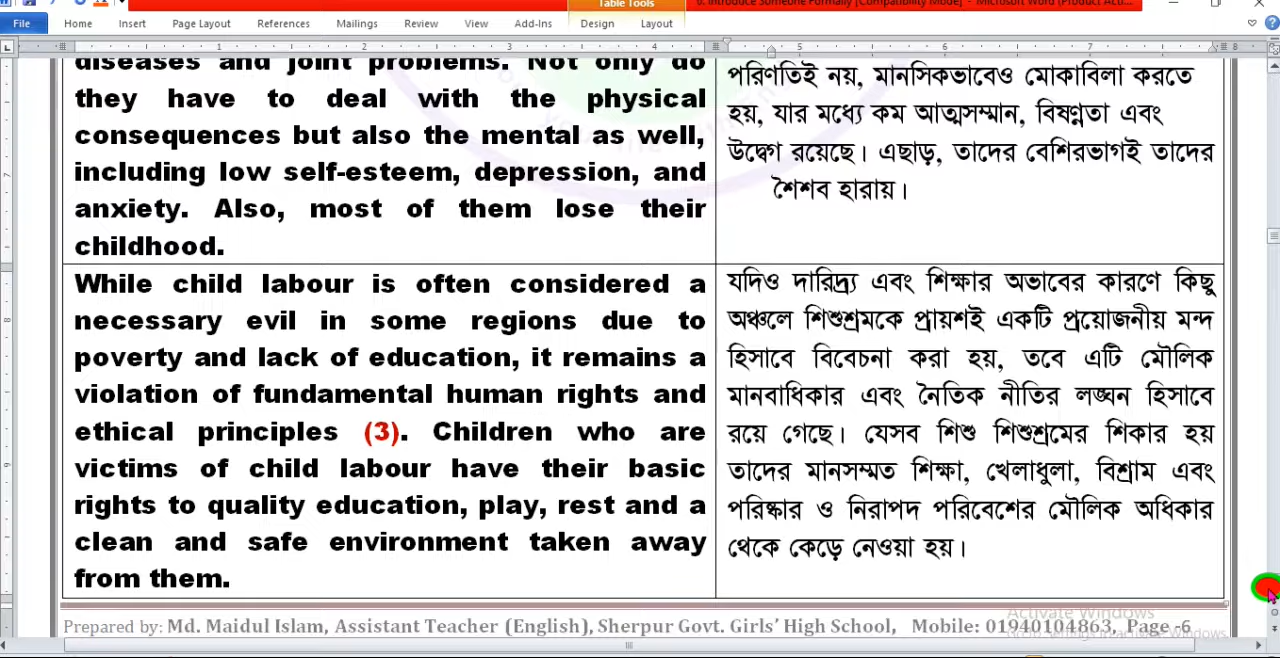 Table Tools
File Home Insert Page Layout References Mailings Review View Add-Ins Design Layout
1 2 3 4 5 6 7 8
diseases and joint problems. Not only do
they have to deal with the physical
consequences but also the mental as well,
including low self-esteem, depression, and
anxiety. Also, most of them lose their
childhood.
পরিণতিই নয়, মানসিকভাবেও মোকাবিলা করতে
হয়, যার মধ্যে কম আত্মসম্মান, বিষণ্ণতা এবং
উদ্বেগ রয়েছে। এছাড়, তাদের বেশিরভাগই তাদের
শৈশব হারায়।
While child labour is often considered a
necessary evil in some regions due to
poverty and lack of education, it remains a
violation of fundamental human rights and
ethical principles (3). Children who are
victims of child labour have their basic
rights to quality education, play, rest and a
clean and safe environment taken away
from them.
যদিও দারিদ্র্য এবং শিক্ষার অভাবের কারণে কিছু
অঞ্চলে শিশুশ্রমকে প্রায়শই একটি প্রয়োজনীয় মন্দ
হিসাবে বিবেচনা করা হয়, তবে এটি মৌলিক
মানবাধিকার এবং নৈতিক নীতির লঙ্ঘন হিসাবে
রয়ে গেছে। যেসব শিশু শিশুশ্রমের শিকার হয়
তাদের মানসম্মত শিক্ষা, খেলাধুলা, বিশ্রাম এবং
পরিষ্কার ও নিরাপদ পরিবেশের মৌলিক অধিকার
থেকে কেড়ে নেওয়া হয়।
Activate Windows
Prepared by: Md. Maidul Islam, Assistant Teacher (English), Sherpur Govt. Girls’ High School, Mobile: 01940104863, Page -6